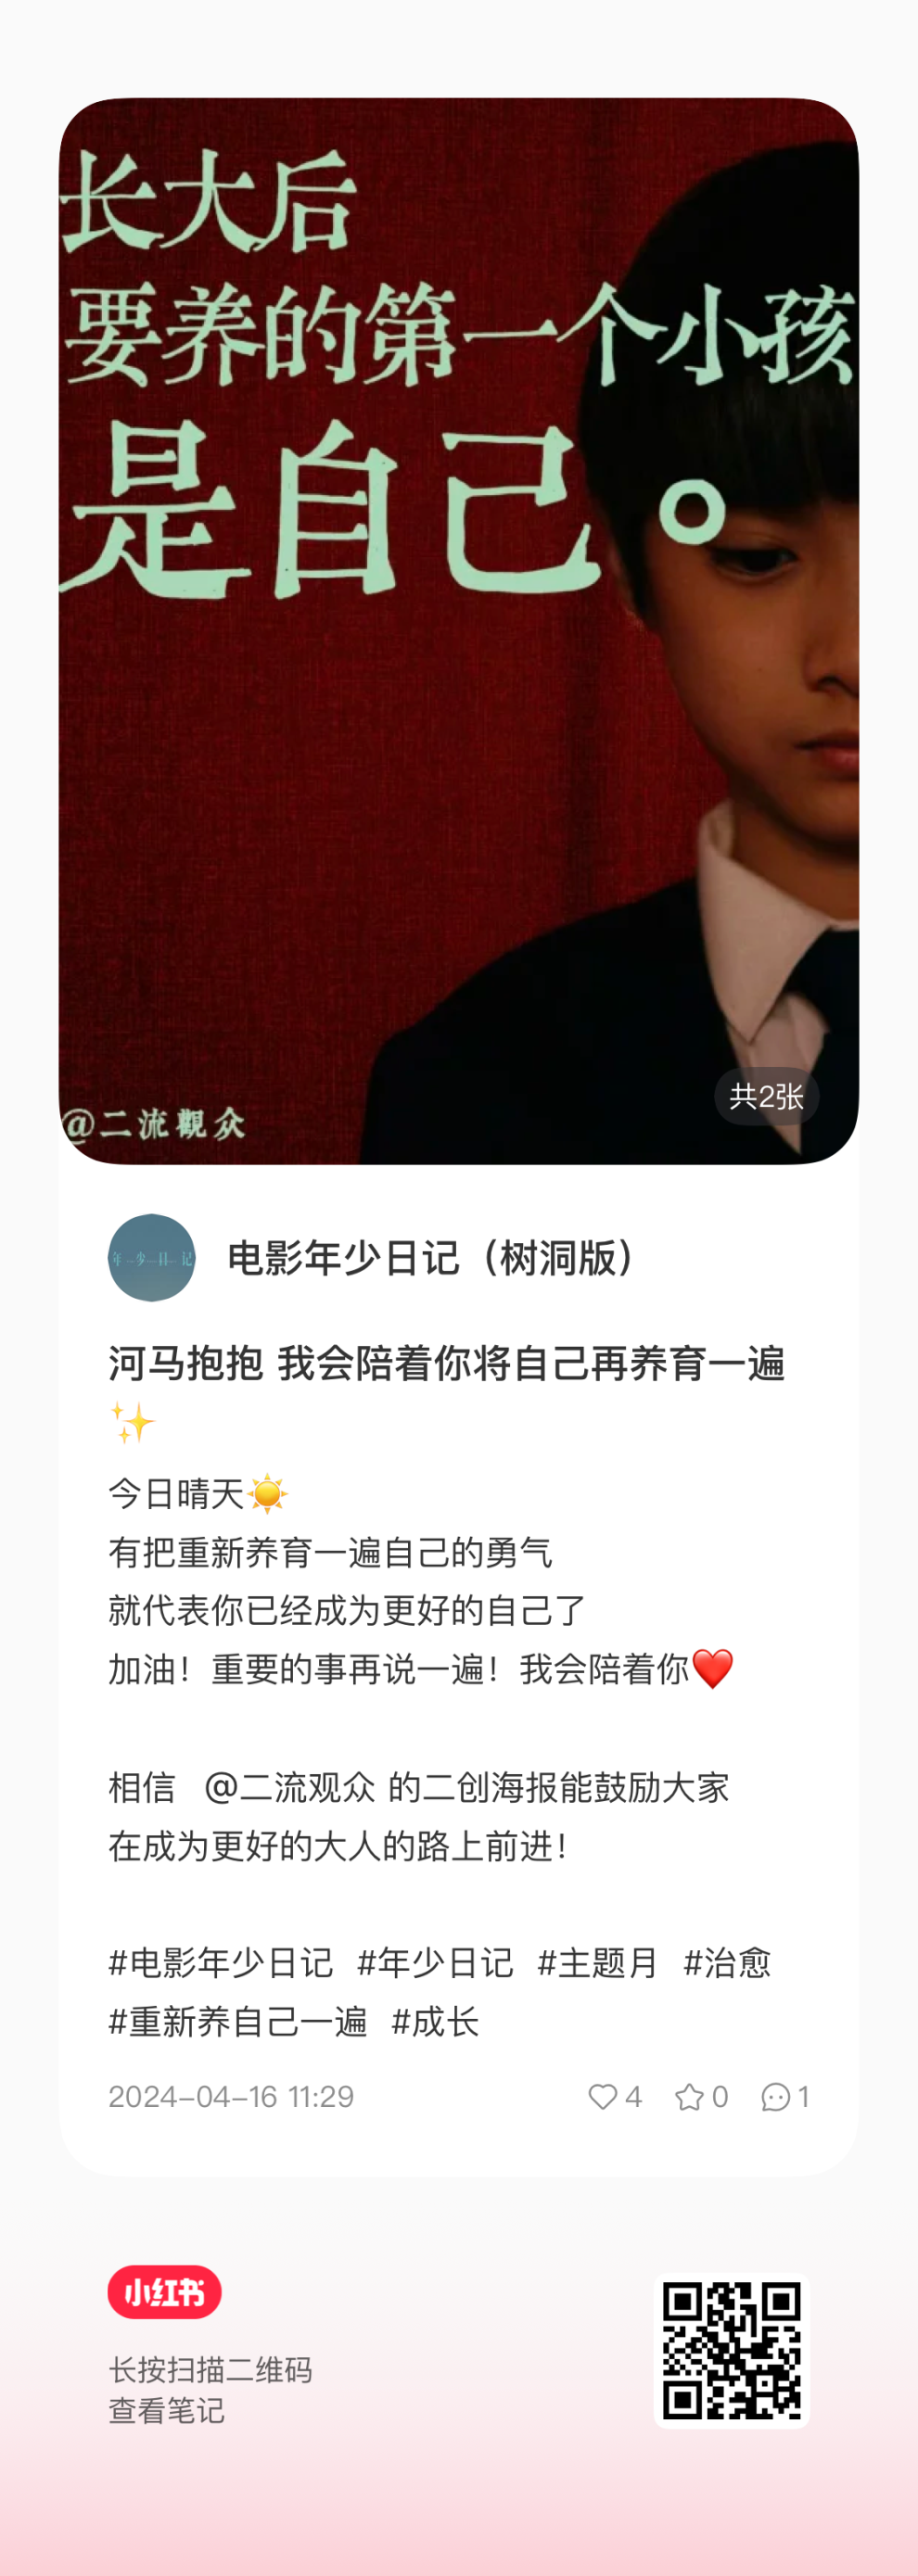 长大后
要养的第一个小孩
是自己。
@二流觀众
共2张
年少日记
电影年少日记（树洞版）
河马抱抱 我会陪着你将自己再养育一遍
✨
今日晴天☀️
有把重新养育一遍自己的勇气
就代表你已经成为更好的自己了
加油！重要的事再说一遍！我会陪着你❤️
相信 @二流观众 的二创海报能鼓励大家
在成为更好的大人的路上前进！
#电影年少日记 #年少日记 #主题月 #治愈
#重新养自己一遍 #成长
2024-04-16 11:29
4 0 1
小红书
长按扫描二维码
查看笔记